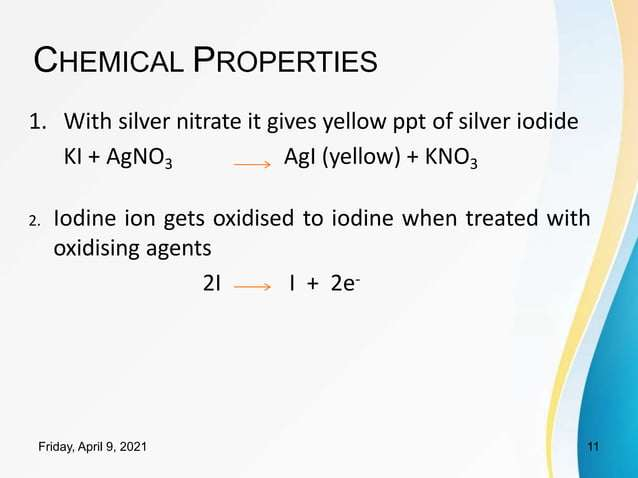 CHEMICAL PROPERTIES
1. With silver nitrate it gives yellow ppt of silver iodide
KI + AgNO₃ → AgI (yellow) + KNO₃
2. Iodine ion gets oxidised to iodine when treated with
oxidising agents
2I → I + 2e⁻
Friday, April 9, 2021 11